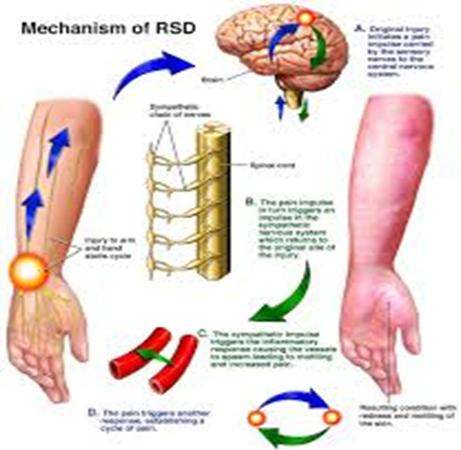 Mechanism of RSD
A. Original injury
initiates a pain
impulse carried
by the sensory
nerves to the
central nervous
system.
Brain
Sympathetic
chain of nerves
Spinal cord
B. The pain impulse
in turn triggers an
impulse in the
sympathetic
nervous system
which returns to
the original site of
the injury.
Injury to arm
and hand
starts cycle
C. The sympathetic impulse
triggers the inflammatory
response causing the vessels
to spasm leading to
and increased pain.
D. The pain triggers another
response, establishing a
cycle of pain.
Resulting condition with
redness and mottling of
the skin.